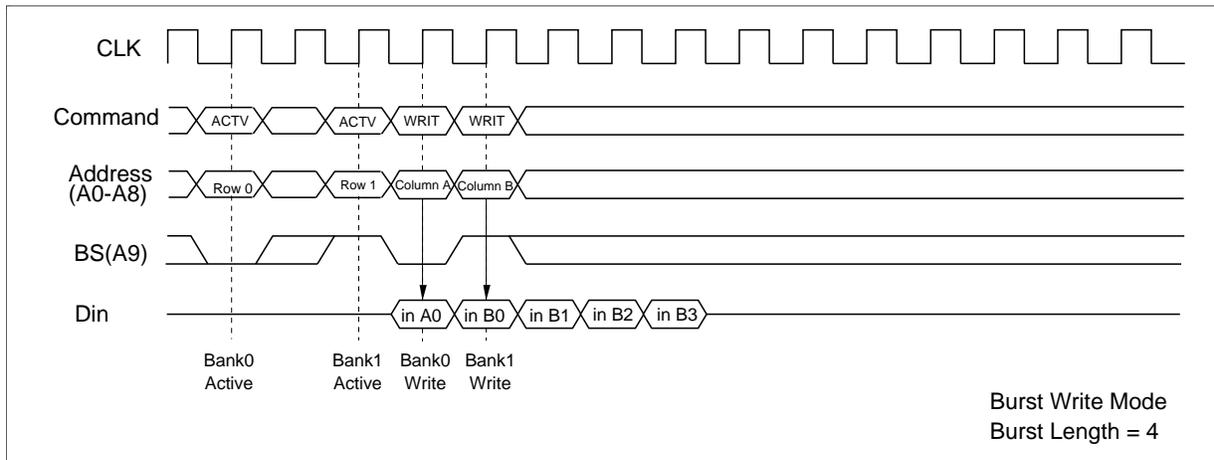 CLK
Command
ACTV ACTV WRIT WRIT
Address
(A0-A8)
Row 0 Row 1 Column A Column B
BS(A9)
Din
in A0 in B0 in B1 in B2 in B3
Bank0 Bank1 Bank0 Bank1
Active Active Write Write
Burst Write Mode
Burst Length = 4